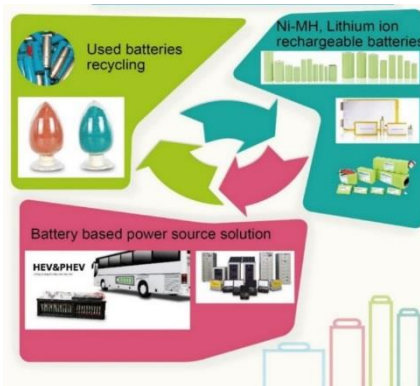 Used batteries
recycling
Ni-MH, Lithium ion
rechargeable batteries
Battery based power source solution
HEV&PHEV